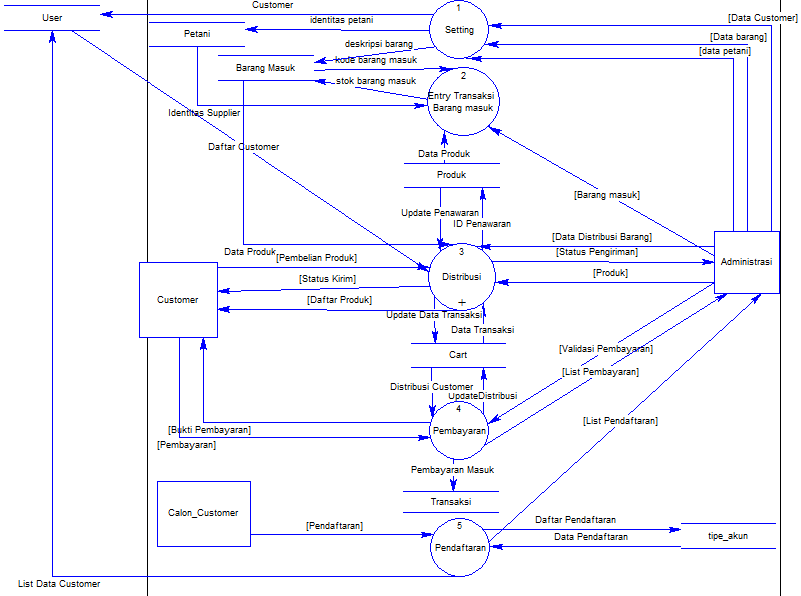 Customer
1
[Data Customer]
User
identitas petani
Petani
Setting
[Data barang]
deskripsi barang
[data petani]
kode barang masuk
Barang Masuk
2
stok barang masuk
Entry Transaksi
Barang masuk
Identitas Supplier
Daftar Customer
Data Produk
Produk
[Barang masuk]
Update Penawaran
ID Penawaran
[Data Distribusi Barang]
Data Produk
3
[Status Pengiriman]
[Pembelian Produk]
Administrasi
[Status Kirim]
Distribusi
[Produk]
Customer
[Daftar Produk]
+
Update Data Transaksi
Data Transaksi
Cart
[Validasi Pembayaran]
[List Pembayaran]
Distribusi Customer
UpdateDistribusi
4
[List Pendaftaran]
[Bukti Pembayaran]
Pembayaran
[Pembayaran]
Pembayaran Masuk
Transaksi
Calon_Customer
[Pendaftaran]
5
Daftar Pendaftaran
Data Pendaftaran
tipe_akun
Pendaftaran
List Data Customer